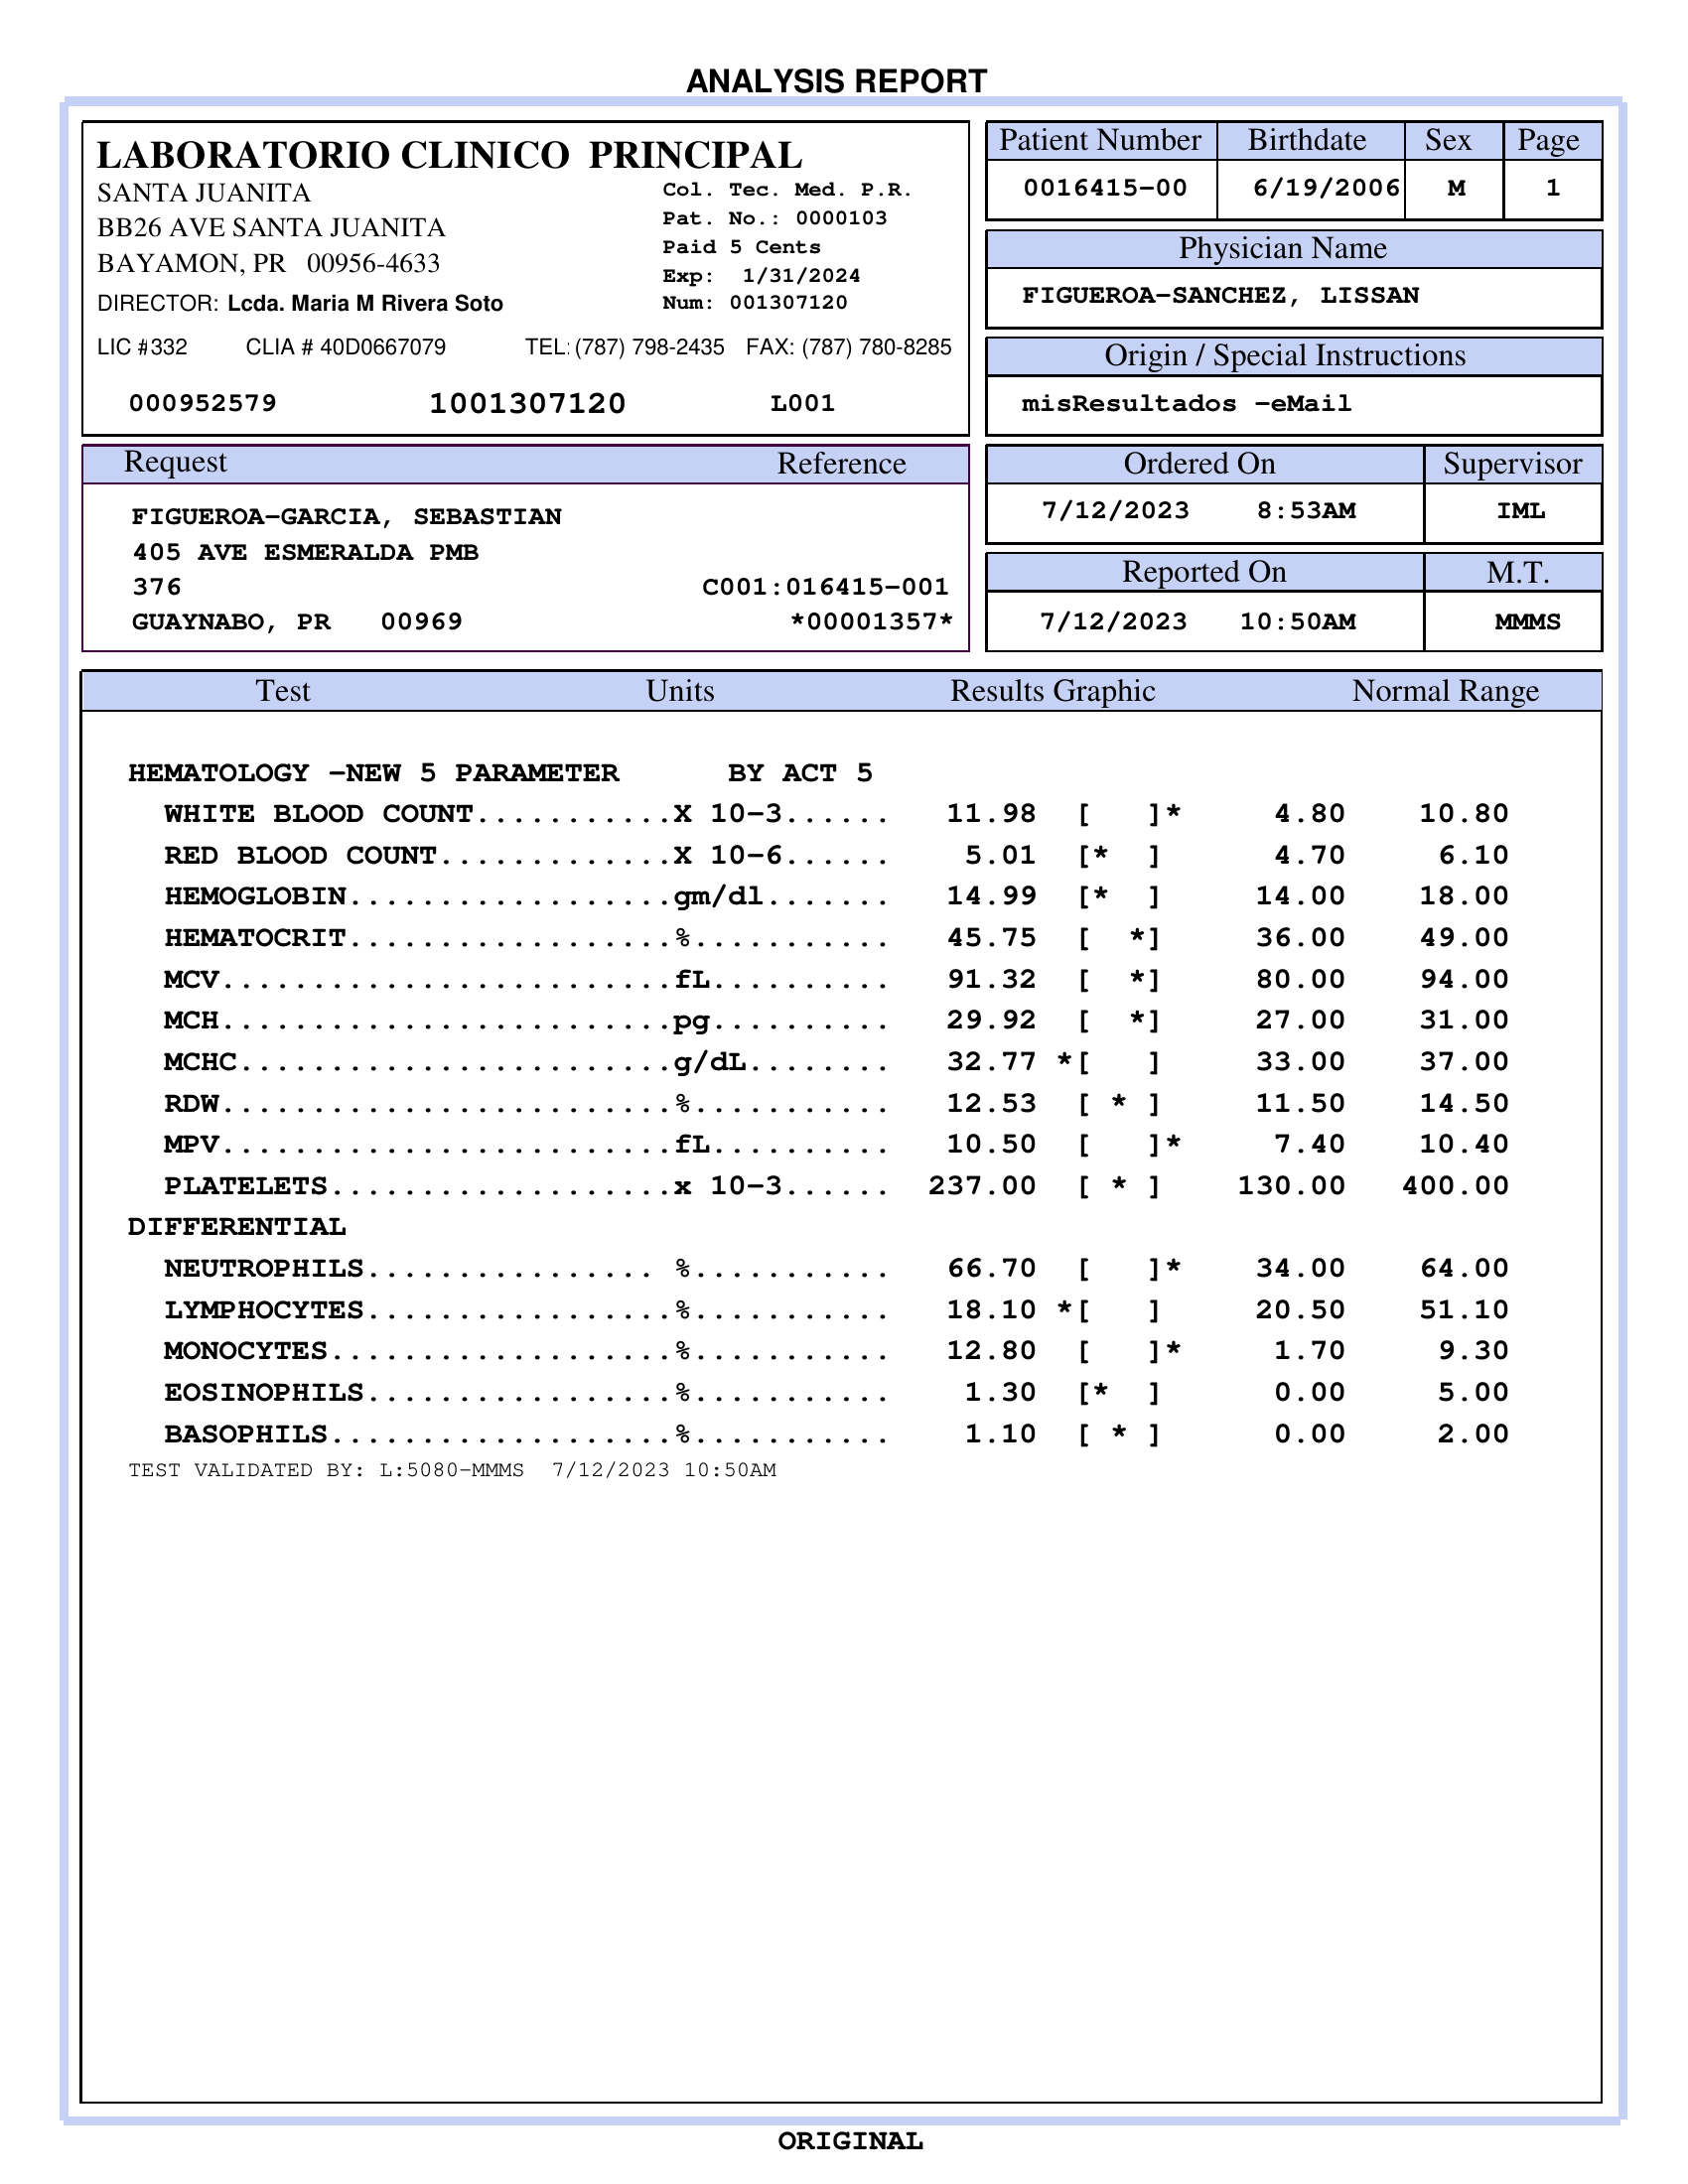 ANALYSIS REPORT
LABORATORIO CLINICO PRINCIPAL
SANTA JUANITA
BB26 AVE SANTA JUANITA
BAYAMON, PR 00956-4633
DIRECTOR: Lcda. Maria M Rivera Soto
Col. Tec. Med. P.R.
Pat. No.: 0000103
Paid 5 Cents
Exp: 1/31/2024
Num: 001307120
LIC #332 CLIA # 40D0667079 TEL: (787) 798-2435 FAX: (787) 780-8285
000952579 1001307120 L001
Patient Number Birthdate Sex Page
0016415-00 6/19/2006 M 1
Physician Name
FIGUEROA-SANCHEZ, LISSAN
Origin / Special Instructions
misResultados -eMail
Request Reference
FIGUEROA-GARCIA, SEBASTIAN
405 AVE ESMERALDA PMB
376 C001:016415-001
GUAYNABO, PR 00969 *00001357*
Ordered On Supervisor
7/12/2023 8:53AM IML
Reported On M.T.
7/12/2023 10:50AM MMMS
Test Units Results Graphic Normal Range
HEMATOLOGY -NEW 5 PARAMETER BY ACT 5
WHITE BLOOD COUNT...........X 10-3...... 11.98 [ ]* 4.80 10.80
RED BLOOD COUNT.............X 10-6...... 5.01 [* ] 4.70 6.10
HEMOGLOBIN..................gm/dl....... 14.99 [* ] 14.00 18.00
HEMATOCRIT..................%........... 45.75 [ *] 36.00 49.00
MCV.........................fL.......... 91.32 [ *] 80.00 94.00
MCH.........................pg.......... 29.92 [ *] 27.00 31.00
MCHC........................g/dL........ 32.77 *[ ] 33.00 37.00
RDW.........................%........... 12.53 [ * ] 11.50 14.50
MPV.........................fL.......... 10.50 [ ]* 7.40 10.40
PLATELETS...................x 10-3...... 237.00 [ * ] 130.00 400.00
DIFFERENTIAL
NEUTROPHILS................ %........... 66.70 [ ]* 34.00 64.00
LYMPHOCYTES.................%........... 18.10 *[ ] 20.50 51.10
MONOCYTES...................%........... 12.80 [ ]* 1.70 9.30
EOSINOPHILS.................%........... 1.30 [* ] 0.00 5.00
BASOPHILS...................%........... 1.10 [ * ] 0.00 2.00
TEST VALIDATED BY: L:5080-MMMS 7/12/2023 10:50AM
ORIGINAL